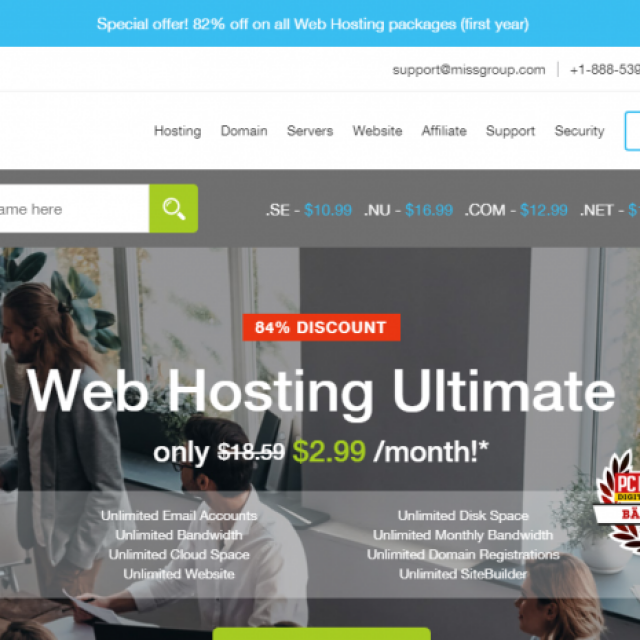 Special offer! 82% off on all Web Hosting packages (first year)
support@missgroup.com | +1-888-539
Hosting Domain Servers Website Affiliate Support Security
ame here .SE - $10.99 .NU - $16.99 .COM - $12.99 .NET - $
84% DISCOUNT
Web Hosting Ultimate
only $18.59 $2.99 /month!*
Unlimited Email Accounts Unlimited Disk Space
Unlimited Bandwidth Unlimited Monthly Bandwidth
Unlimited Cloud Space Unlimited Domain Registrations
Unlimited Website Unlimited SiteBuilder
PC
DIGIT
BÄ